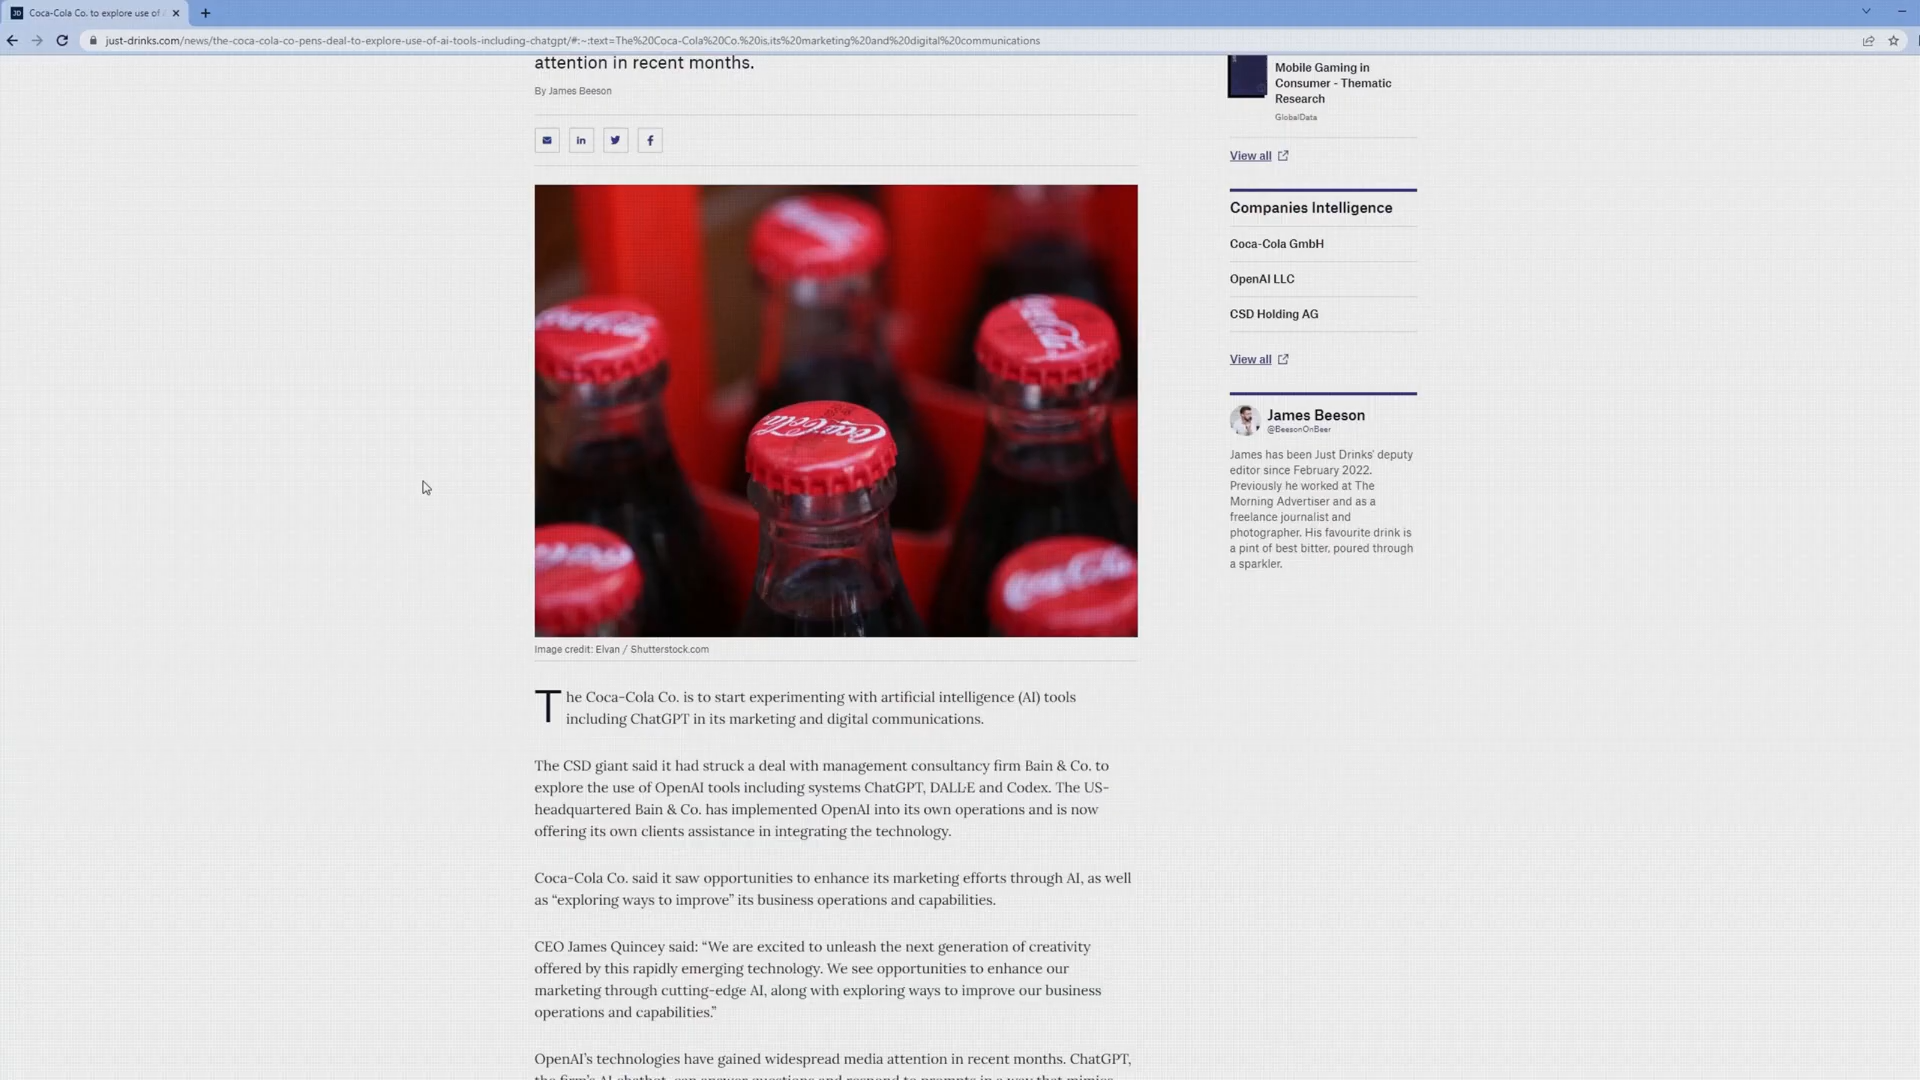 Coca-Cola Co. to explore use of
just-drinks.com/news/the-coca-cola-co-pens-deal-to-explore-use-of-ai-tools-including-chatgpt/#:~:text=The%20Coca-Cola%20Co.%20is,its%20marketing%20and%20digital%20communications
attention in recent months.
By James Beeson
Mobile Gaming in
Consumer - Thematic
Research
GlobalData
View all
Companies Intelligence
Coca-Cola GmbH
OpenAI LLC
CSD Holding AG
View all
James Beeson
@BeesonOnBeer
James has been Just Drinks' deputy
editor since February 2022.
Previously he worked at The
Morning Advertiser and as a
freelance journalist and
photographer. His favourite drink is
a pint of best bitter, poured through
a sparkler.
Coca-Cola
Coca-Cola
Image credit: Elvan / Shutterstock.com
The Coca-Cola Co. is to start experimenting with artificial intelligence (AI) tools
including ChatGPT in its marketing and digital communications.
The CSD giant said it had struck a deal with management consultancy firm Bain & Co. to
explore the use of OpenAI tools including systems ChatGPT, DALL·E and Codex. The US-
headquartered Bain & Co. has implemented OpenAI into its own operations and is now
offering its own clients assistance in integrating the technology.
Coca-Cola Co. said it saw opportunities to enhance its marketing efforts through AI, as well
as “exploring ways to improve” its business operations and capabilities.
CEO James Quincey said: “We are excited to unleash the next generation of creativity
offered by this rapidly emerging technology. We see opportunities to enhance our
marketing through cutting-edge AI, along with exploring ways to improve our business
operations and capabilities.”
OpenAI’s technologies have gained widespread media attention in recent months. ChatGPT,